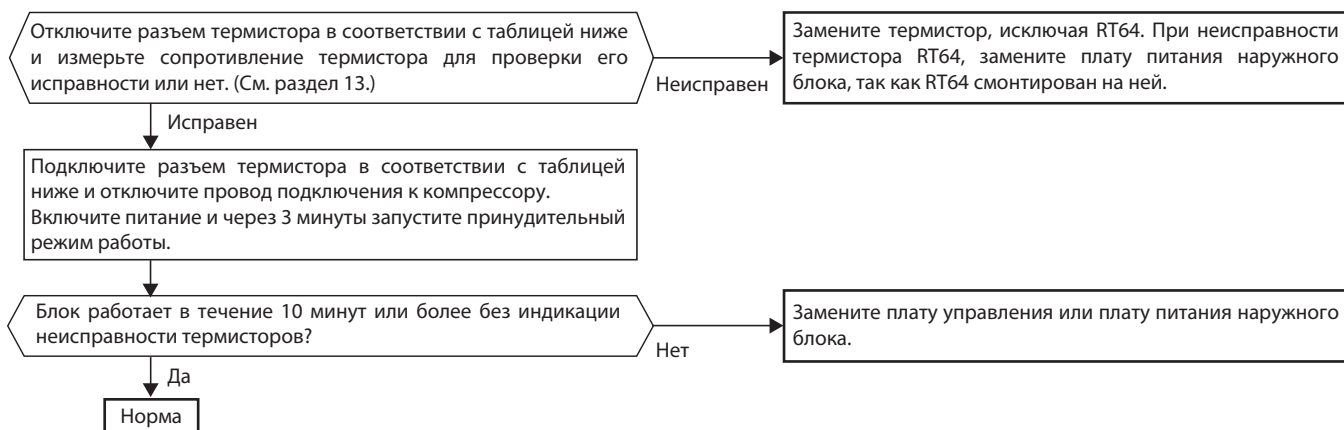 Отключите разъем термистора в соответствии с таблицей ниже
и измерьте сопротивление термистора для проверки его
исправности или нет. (См. раздел 13.)
Неисправен
Замените термистор, исключая RT64. При неисправности
термистора RT64, замените плату питания наружного
блока, так как RT64 смонтирован на ней.
Исправен
Подключите разъем термистора в соответствии с таблицей
ниже и отключите провод подключения к компрессору.
Включите питание и через 3 минуты запустите принудительный
режим работы.
Блок работает в течение 10 минут или более без индикации
неисправности термисторов?
Нет
Замените плату управления или плату питания наружного
блока.
Да
Норма